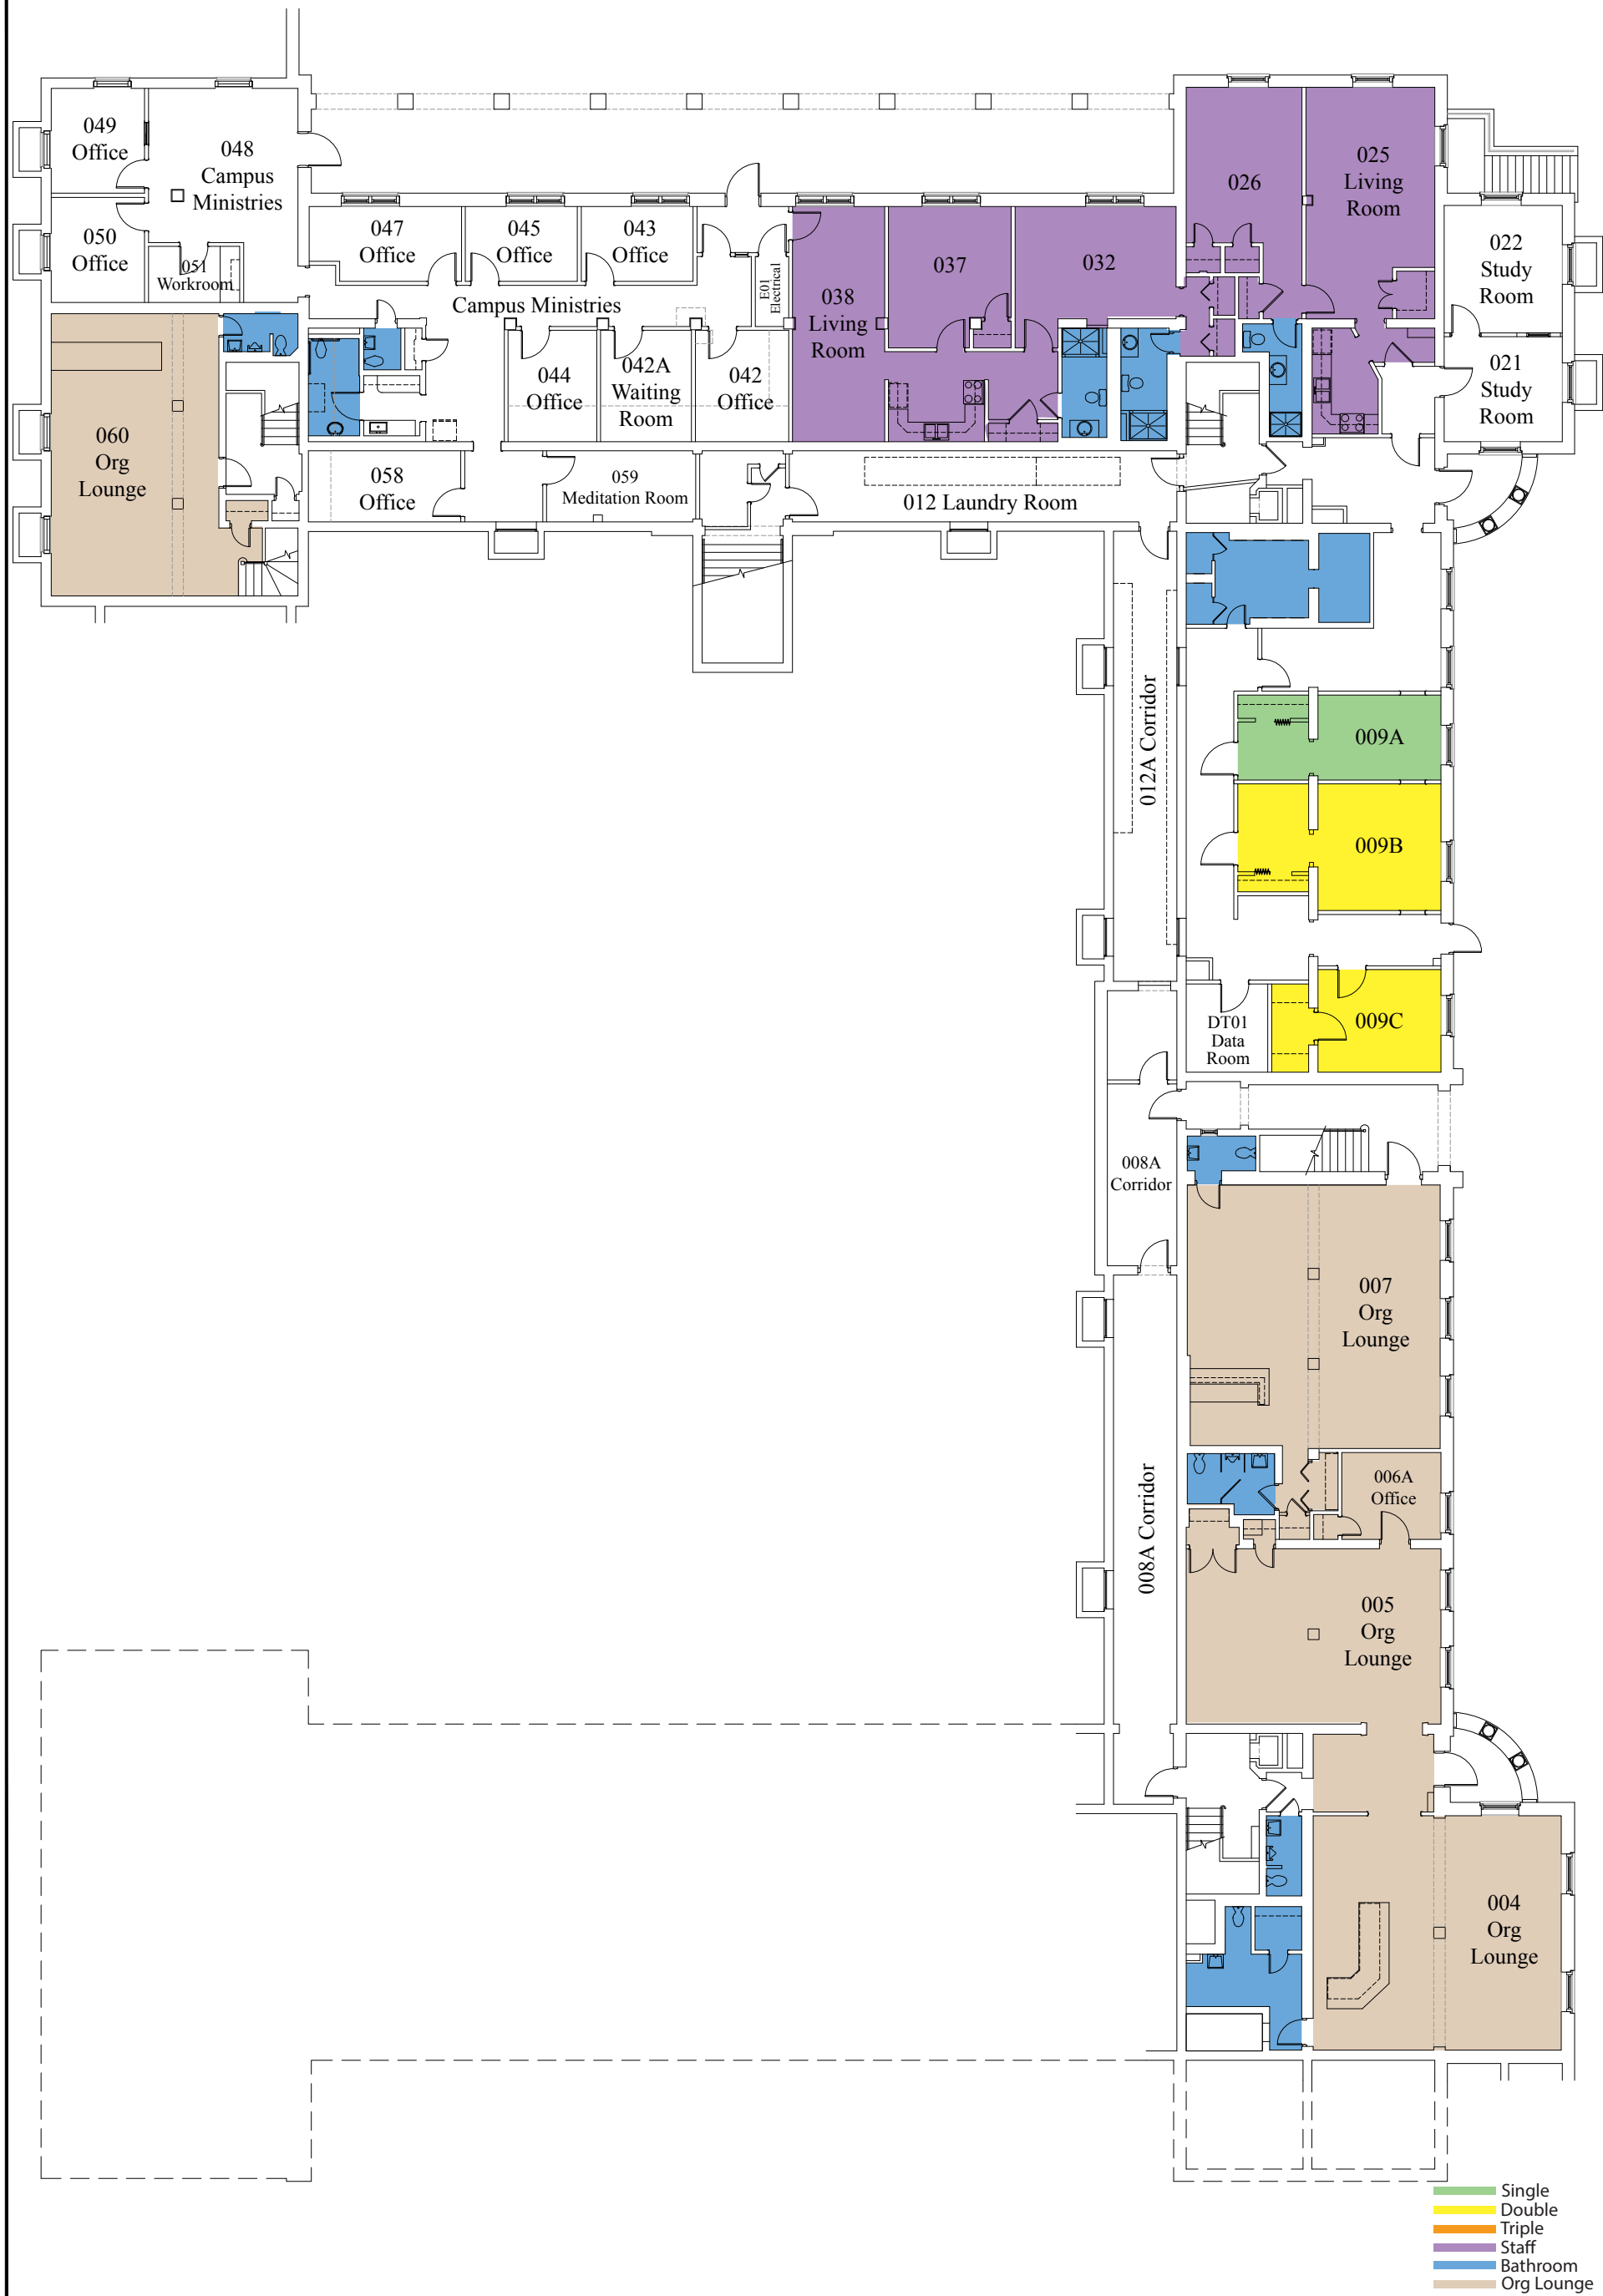 049
Office
048
Campus
Ministries
050
Office
051
Workroom
047
Office
045
Office
043
Office
E01
Electrical
Campus Ministries
044
Office
042A
Waiting
Room
042
Office
038
Living
Room
037
032
026
025
Living
Room
022
Study
Room
021
Study
Room
060
Org
Lounge
058
Office
059
Meditation Room
012 Laundry Room
012A Corridor
009A
009B
009C
DT01
Data
Room
008A
Corridor
007
Org
Lounge
006A
Office
008A Corridor
005
Org
Lounge
004
Org
Lounge
Single
Double
Triple
Staff
Bathroom
Org Lounge